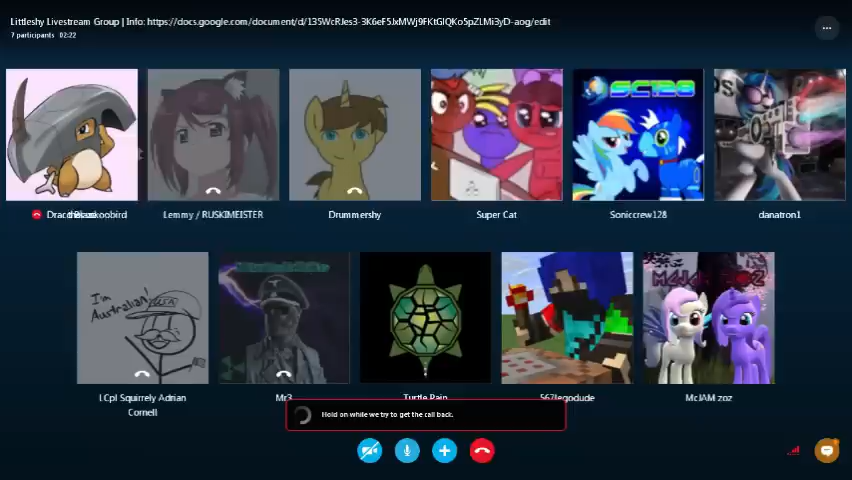 Littleshy Livestream Group | Info: https://docs.google.com/document/d/135WcRJes3-3K6eF5JxMWj9FKtGIQKo5pZLMi3yD-aog/edit
7 participants 02:22
SC128
Lemmy / RUSKIMEISTER
Drummershy
Super Cat
Soniccrew128
danatron1
I'm
Australian!
LCpl Squirrely Adrian
Cornell
Mr3
Turtle Pain
567legodude
McJAM zoz
Hold on while we try to get the call back.